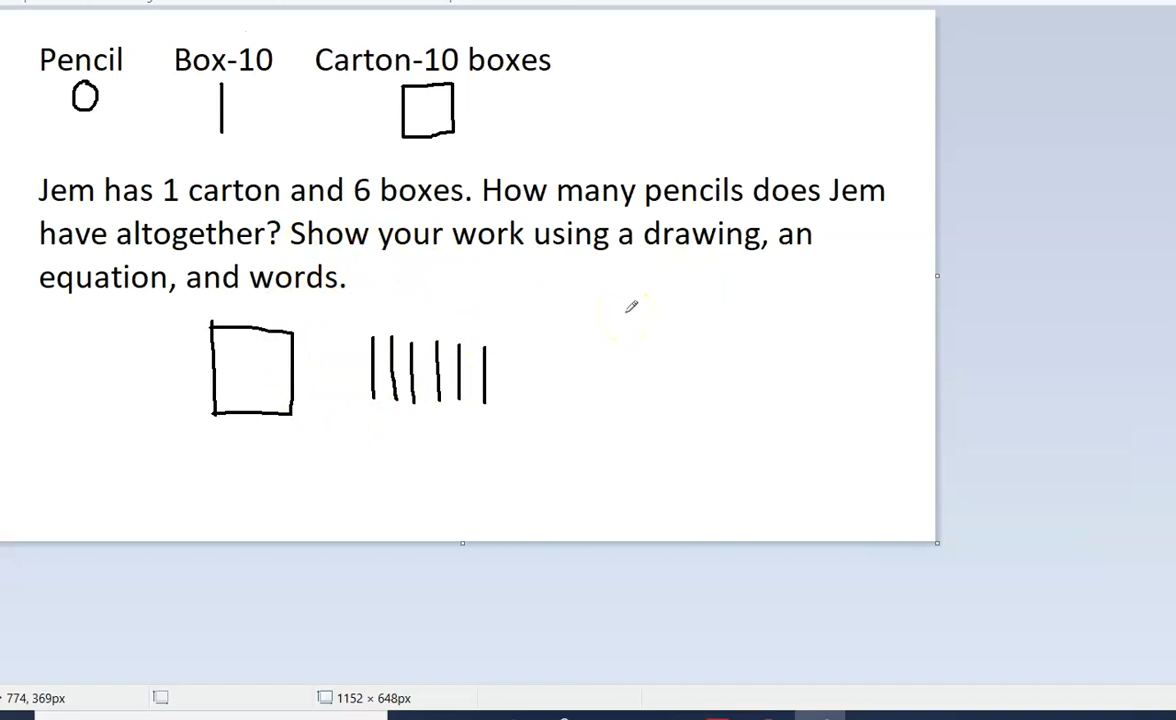 Pencil Box-10 Carton-10 boxes
Jem has 1 carton and 6 boxes. How many pencils does Jem
have altogether? Show your work using a drawing, an
equation, and words.
774, 369px 1152 × 648px